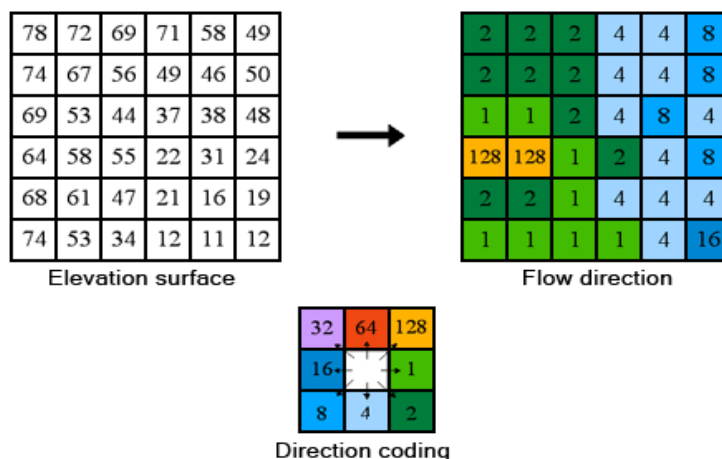 78 72 69 71 58 49 2 2 2 4 4 8
74 67 56 49 46 50 2 2 2 4 4 8
69 53 44 37 38 48 1 1 2 4 8 4
64 58 55 22 31 24 128 128 1 2 4 8
68 61 47 21 16 19 2 2 1 4 4 4
74 53 34 12 11 12 1 1 1 1 4 16
Elevation surface Flow direction
32 64 128
16 1
8 4 2
Direction coding